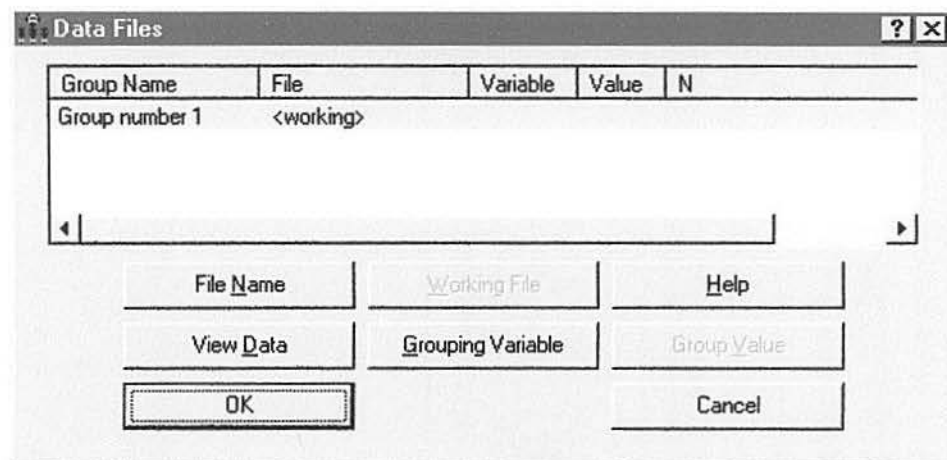 Data Files
Group Name File Variable Value N
Group number 1 <working>
File Name Working File Help
View Data Grouping Variable Group Value
OK Cancel